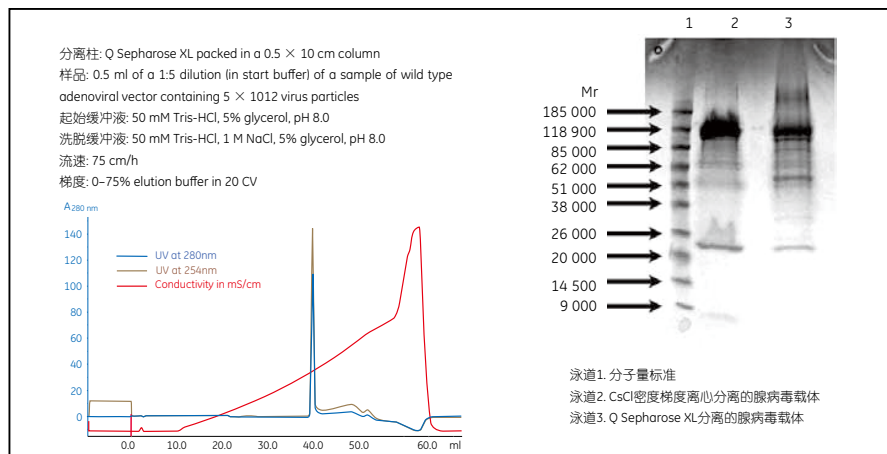 分离柱: Q Sepharose XL packed in a 0.5 × 10 cm column
样品: 0.5 ml of a 1:5 dilution (in start buffer) of a sample of wild type
adenoviral vector containing 5 × 1012 virus particles
起始缓冲液: 50 mM Tris-HCl, 5% glycerol, pH 8.0
洗脱缓冲液: 50 mM Tris-HCl, 1 M NaCl, 5% glycerol, pH 8.0
流速: 75 cm/h
梯度: 0–75% elution buffer in 20 CV
A280 nm
140
120
100
80
60
40
20
0
UV at 280nm
UV at 254nm
Conductivity in mS/cm
0.0 10.0 20.0 30.0 40.0 50.0 60.0 ml
1 2 3
Mr
185 000
118 900
85 000
62 000
51 000
38 000
26 000
20 000
14 500
9 000
泳道1. 分子量标准
泳道2. CsCl密度梯度离心分离的腺病毒载体
泳道3. Q Sepharose XL分离的腺病毒载体